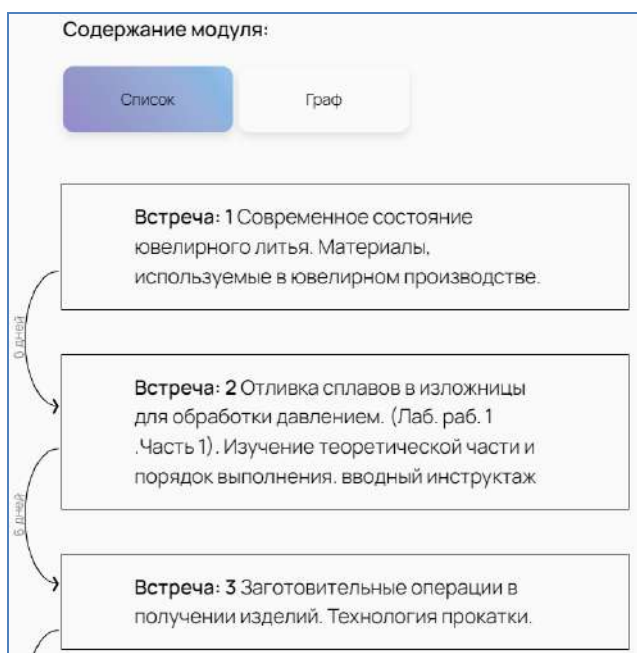 Содержание модуля:
Список
Граф
Встреча: 1 Современное состояние
ювелирного литья. Материалы,
используемые в ювелирном производстве.
0 дней
Встреча: 2 Отливка сплавов в изложницы
для обработки давлением. (Лаб. раб. 1
.Часть 1). Изучение теоретической части и
порядок выполнения. вводный инструктаж
6 дней
Встреча: 3 Заготовительные операции в
получении изделий. Технология прокатки.